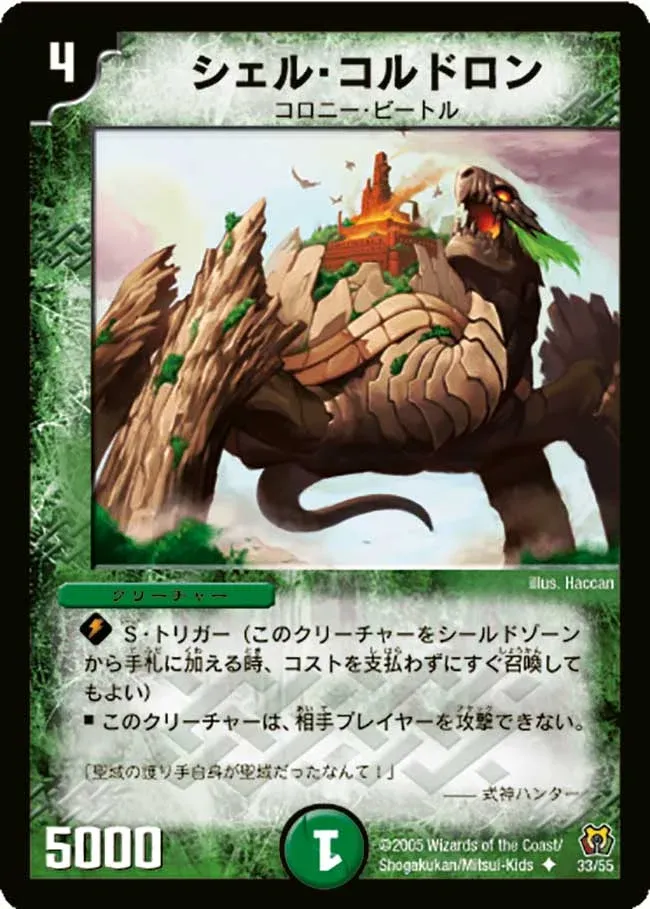 4
シェル・コルドロン
コロニー・ビートル
illus. Haccan
クリーチャー
S・トリガー（このクリーチャーをシールドゾーン
から手札に加える時、コストを支払わずにすぐ召喚して
もよい）
■ このクリーチャーは、相手プレイヤーを攻撃できない。
「聖域の護り手自身が聖域だったなんて！」
—— 式神ハンター
5000
1
©2005 Wizards of the Coast/
Shogakukan/Mitsui-Kids
33/55